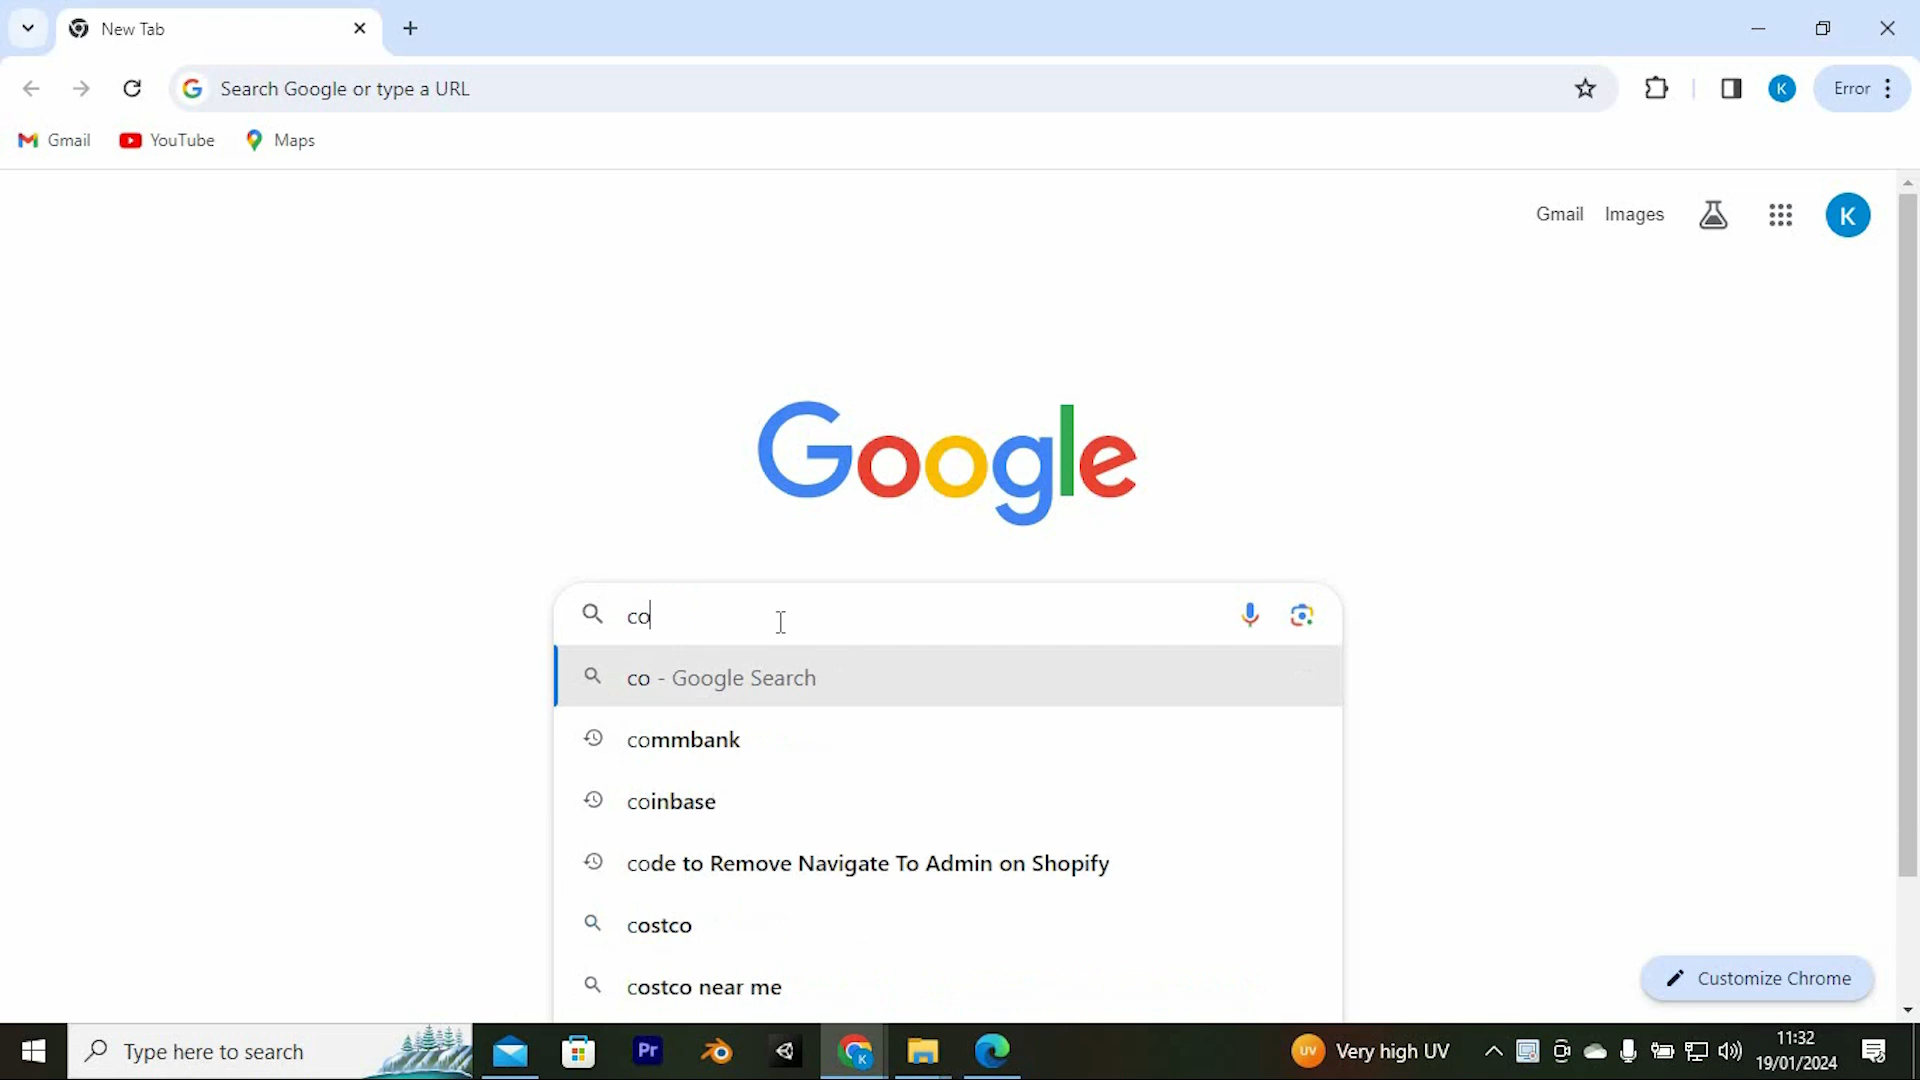 New Tab
Search Google or type a URL
K
Error
Gmail
YouTube
Maps
Gmail
Images
K
Google
co
co - Google Search
commbank
coinbase
code to Remove Navigate To Admin on Shopify
costco
costco near me
Customize Chrome
Type here to search
Pr
K
UV
Very high UV
11:32
19/01/2024